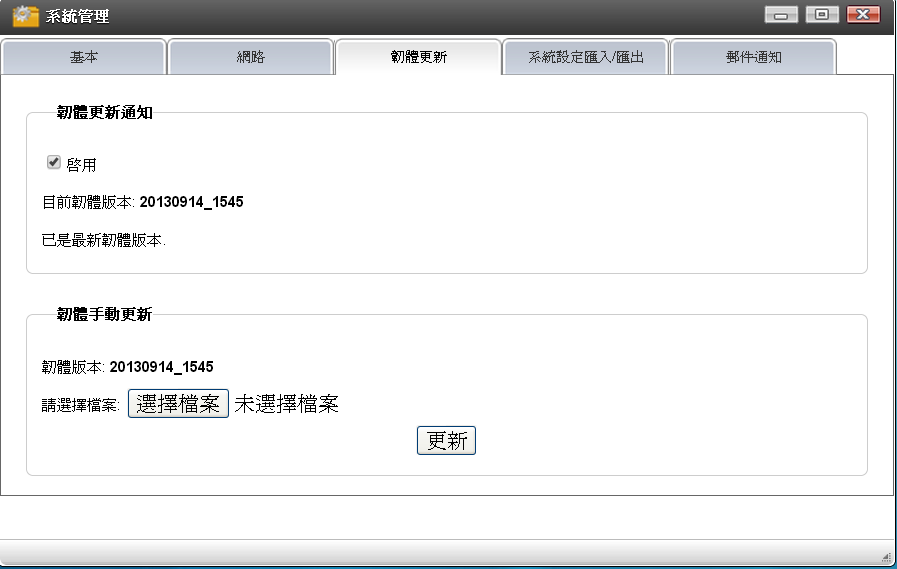 系統管理
基本
網路
韌體更新
系統設定匯入/匯出
郵件通知
韌體更新通知
啓用
目前韌體版本: 20130914_1545
已是最新韌體版本.
韌體手動更新
韌體版本: 20130914_1545
請選擇檔案: 選擇檔案 未選擇檔案
更新